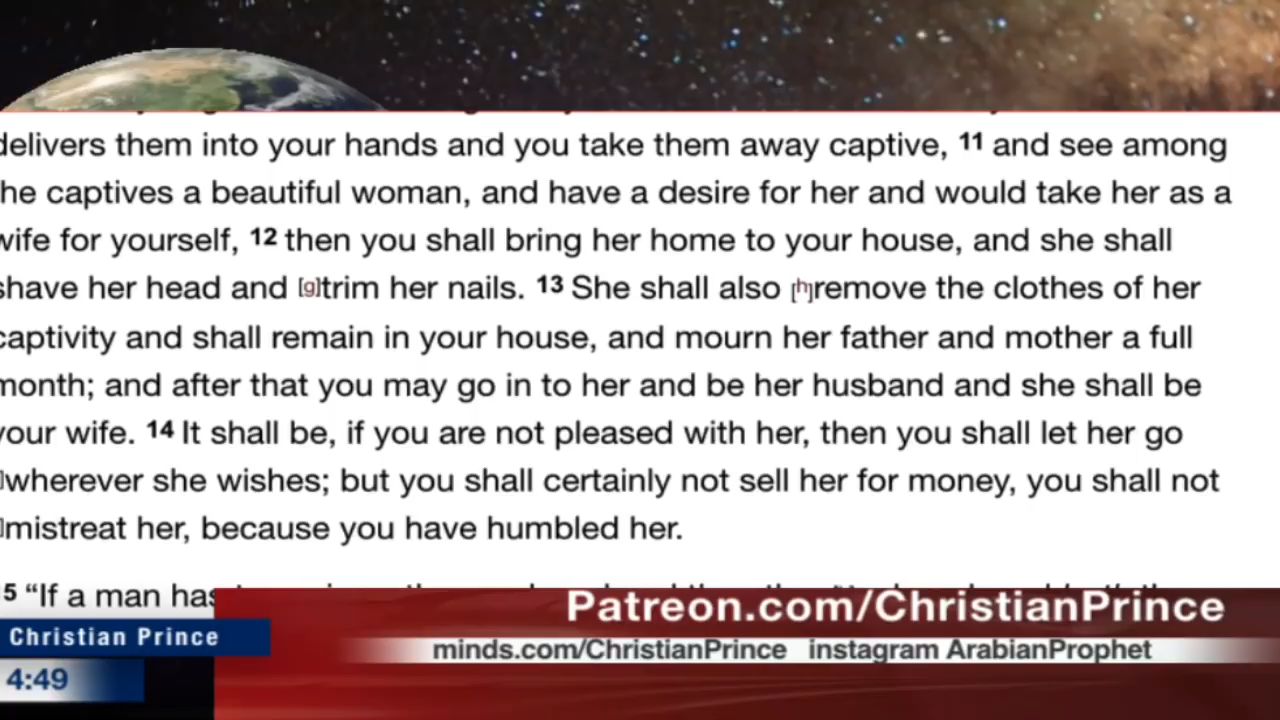 delivers them into your hands and you take them away captive, 11 and see among
the captives a beautiful woman, and have a desire for her and would take her as a
wife for yourself, 12 then you shall bring her home to your house, and she shall
shave her head and [g]trim her nails. 13 She shall also [h]remove the clothes of her
captivity and shall remain in your house, and mourn her father and mother a full
month; and after that you may go in to her and be her husband and she shall be
your wife. 14 It shall be, if you are not pleased with her, then you shall let her go
]wherever she wishes; but you shall certainly not sell her for money, you shall not
]mistreat her, because you have humbled her.
5 “If a man has
Patreon.com/ChristianPrince
Christian Prince
minds.com/ChristianPrince instagram ArabianProphet
4:49